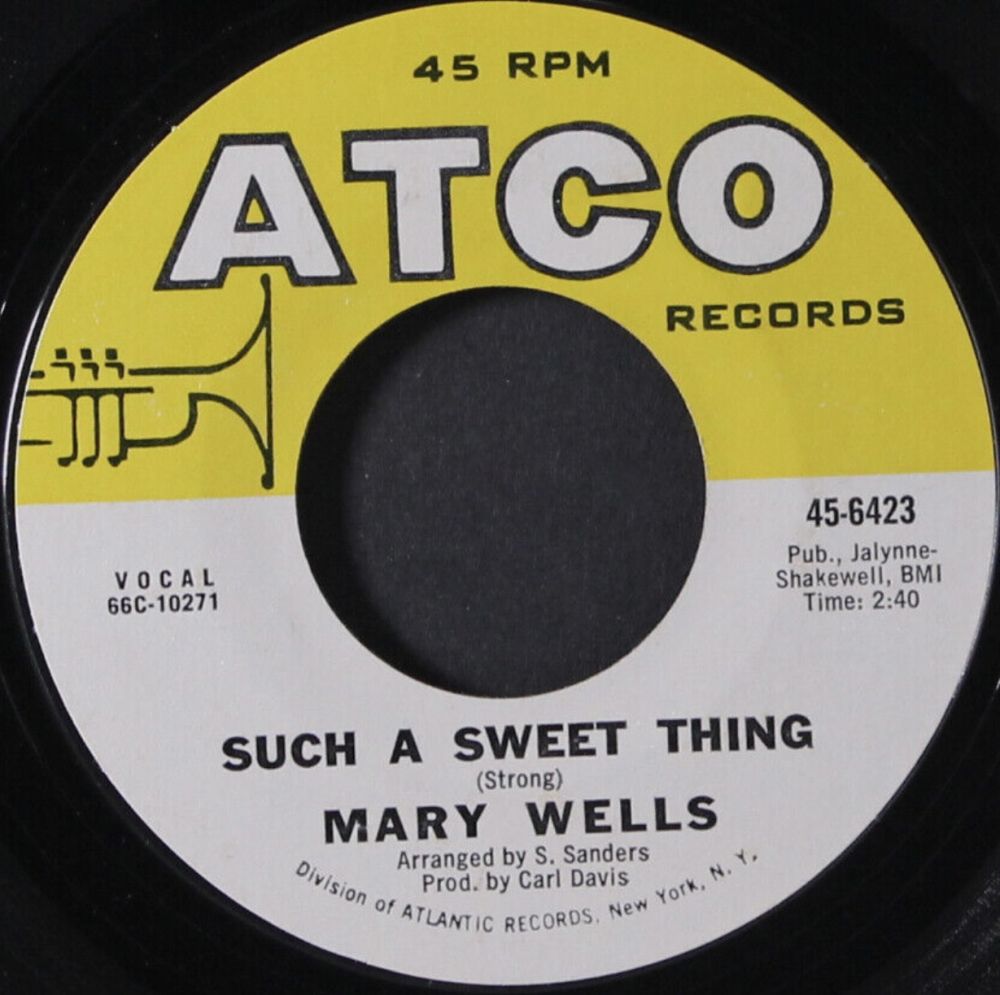 45 RPM
ATCO
RECORDS
45-6423
Pub., Jalynne-
Shakewell, BMI
Time: 2:40
VOCAL
66C-10271
SUCH A SWEET THING
(Strong)
MARY WELLS
Arranged by S. Sanders
Prod. by Carl Davis
Division of ATLANTIC RECORDS, New York, N. Y.